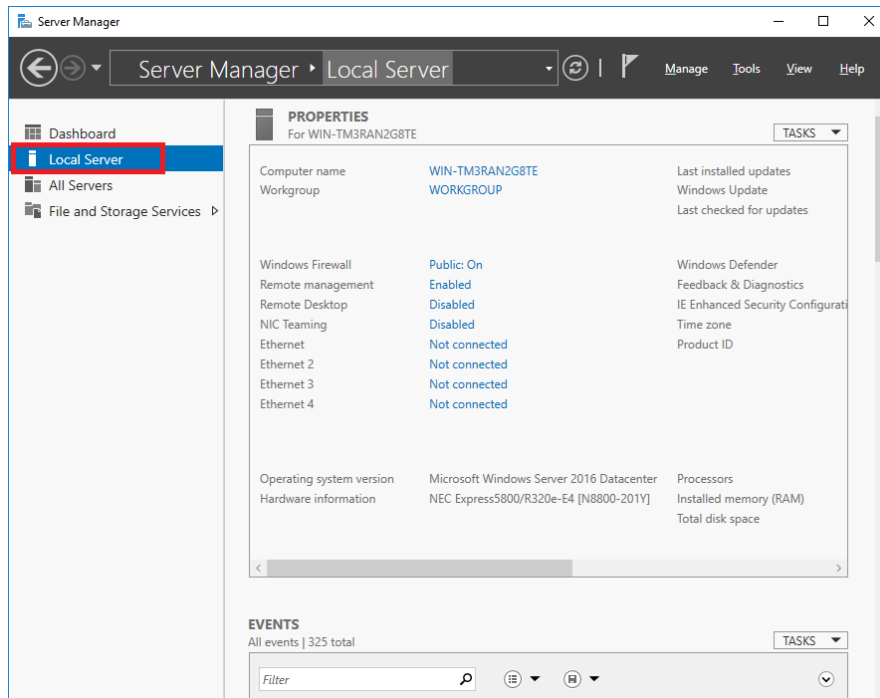 Server Manager
Server Manager ‣ Local Server
Manage Tools View Help
Dashboard
Local Server
All Servers
File and Storage Services
PROPERTIES
For WIN-TM3RAN2G8TE
TASKS
Computer name WIN-TM3RAN2G8TE Last installed updates
Workgroup WORKGROUP Windows Update
Last checked for updates
Windows Firewall Public: On Windows Defender
Remote management Enabled Feedback & Diagnostics
Remote Desktop Disabled IE Enhanced Security Configurati
NIC Teaming Disabled Time zone
Ethernet Not connected Product ID
Ethernet 2 Not connected
Ethernet 3 Not connected
Ethernet 4 Not connected
Operating system version Microsoft Windows Server 2016 Datacenter Processors
Hardware information NEC Express5800/R320e-E4 [N8800-201Y] Installed memory (RAM)
Total disk space
EVENTS
All events | 325 total
TASKS
Filter